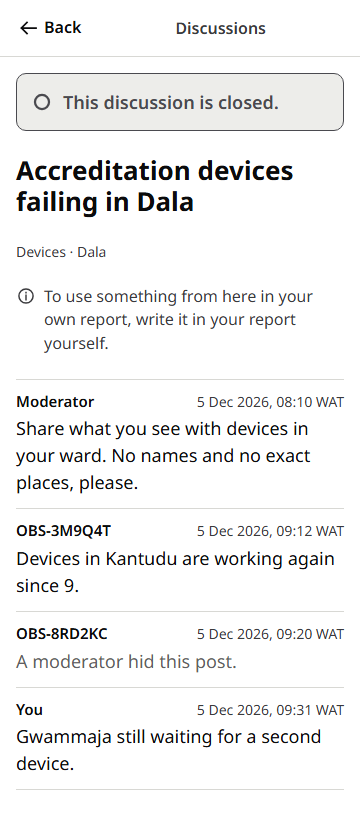 Back
Discussions
This discussion is closed.
Accreditation devices
failing in Dala
Devices · Dala
To use something from here in your
own report, write it in your report
yourself.
Moderator
5 Dec 2026, 08:10 WAT
Share what you see with devices in
your ward. No names and no exact
places, please.
OBS-3M9Q4T
5 Dec 2026, 09:12 WAT
Devices in Kantudu are working again
since 9.
OBS-8RD2KC
5 Dec 2026, 09:20 WAT
A moderator hid this post.
You
5 Dec 2026, 09:31 WAT
Gwammaja still waiting for a second
device.